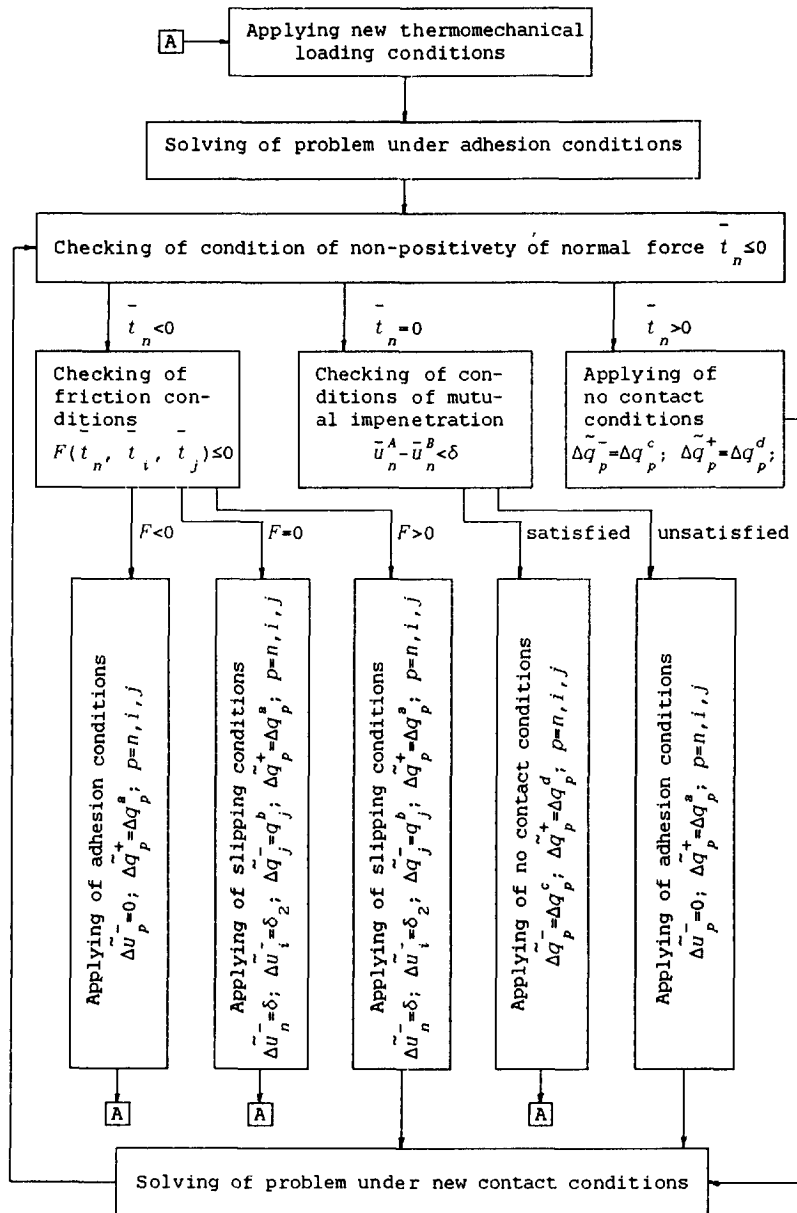 A
Applying new thermomechanical
loading conditions
Solving of problem under adhesion conditions
Checking of condition of non-positivety of normal force t̄ₙ≤0
t̄ₙ<0
t̄ₙ=0
t̄ₙ>0
Checking of
friction con-
ditions
F(t̄ₙ, t̄ᵢ, t̄ⱼ)≤0
Checking of con-
ditions of mutu-
al impenetration
ūₙᴬ-ūₙᴮ<δ
Applying of
no contact
conditions
Δq̃ₚ⁻=Δqₚᶜ; Δq̃ₚ⁺=Δqₚᵈ;
F<0
F=0
F>0
satisfied
unsatisfied
Applying of adhesion conditions
Δũₚ⁻=0; Δq̃ₚ⁺=Δqₚᵃ; p=n,i,j
Applying of slipping conditions
Δũₙ⁻=δ; Δũᵢ⁻=δ₂; Δq̃ⱼ⁻=qⱼᵇ; Δq̃ₚ⁺=Δqₚᵃ; p=n,i,j
Applying of slipping conditions
Δũₙ⁻=δ; Δũᵢ⁻=δ₂; Δq̃ⱼ⁻=qⱼᵇ; Δq̃ₚ⁺=Δqₚᵃ; p=n,i,j
Applying of no contact conditions
Δq̃ₚ⁻=Δqₚᶜ; Δq̃ₚ⁺=Δqₚᵈ; p=n,i,j
Applying of adhesion conditions
Δũₚ⁻=0; Δq̃ₚ⁺=Δqₚᵃ; p=n,i,j
A
A
A
Solving of problem under new contact conditions